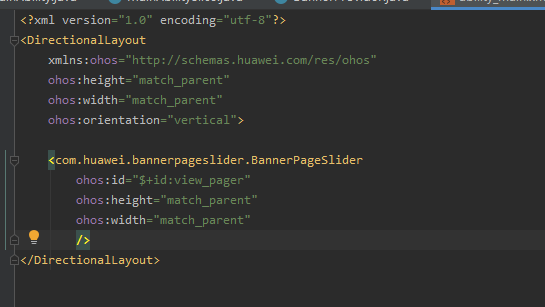 <?xml version="1.0" encoding="utf-8"?>
<DirectionalLayout
xmlns:ohos="http://schemas.huawei.com/res/ohos"
ohos:height="match_parent"
ohos:width="match_parent"
ohos:orientation="vertical">
<com.huawei.bannerpageslider.BannerPageSlider
ohos:id="$+id:view_pager"
ohos:height="match_parent"
ohos:width="match_parent"
/>
</DirectionalLayout>